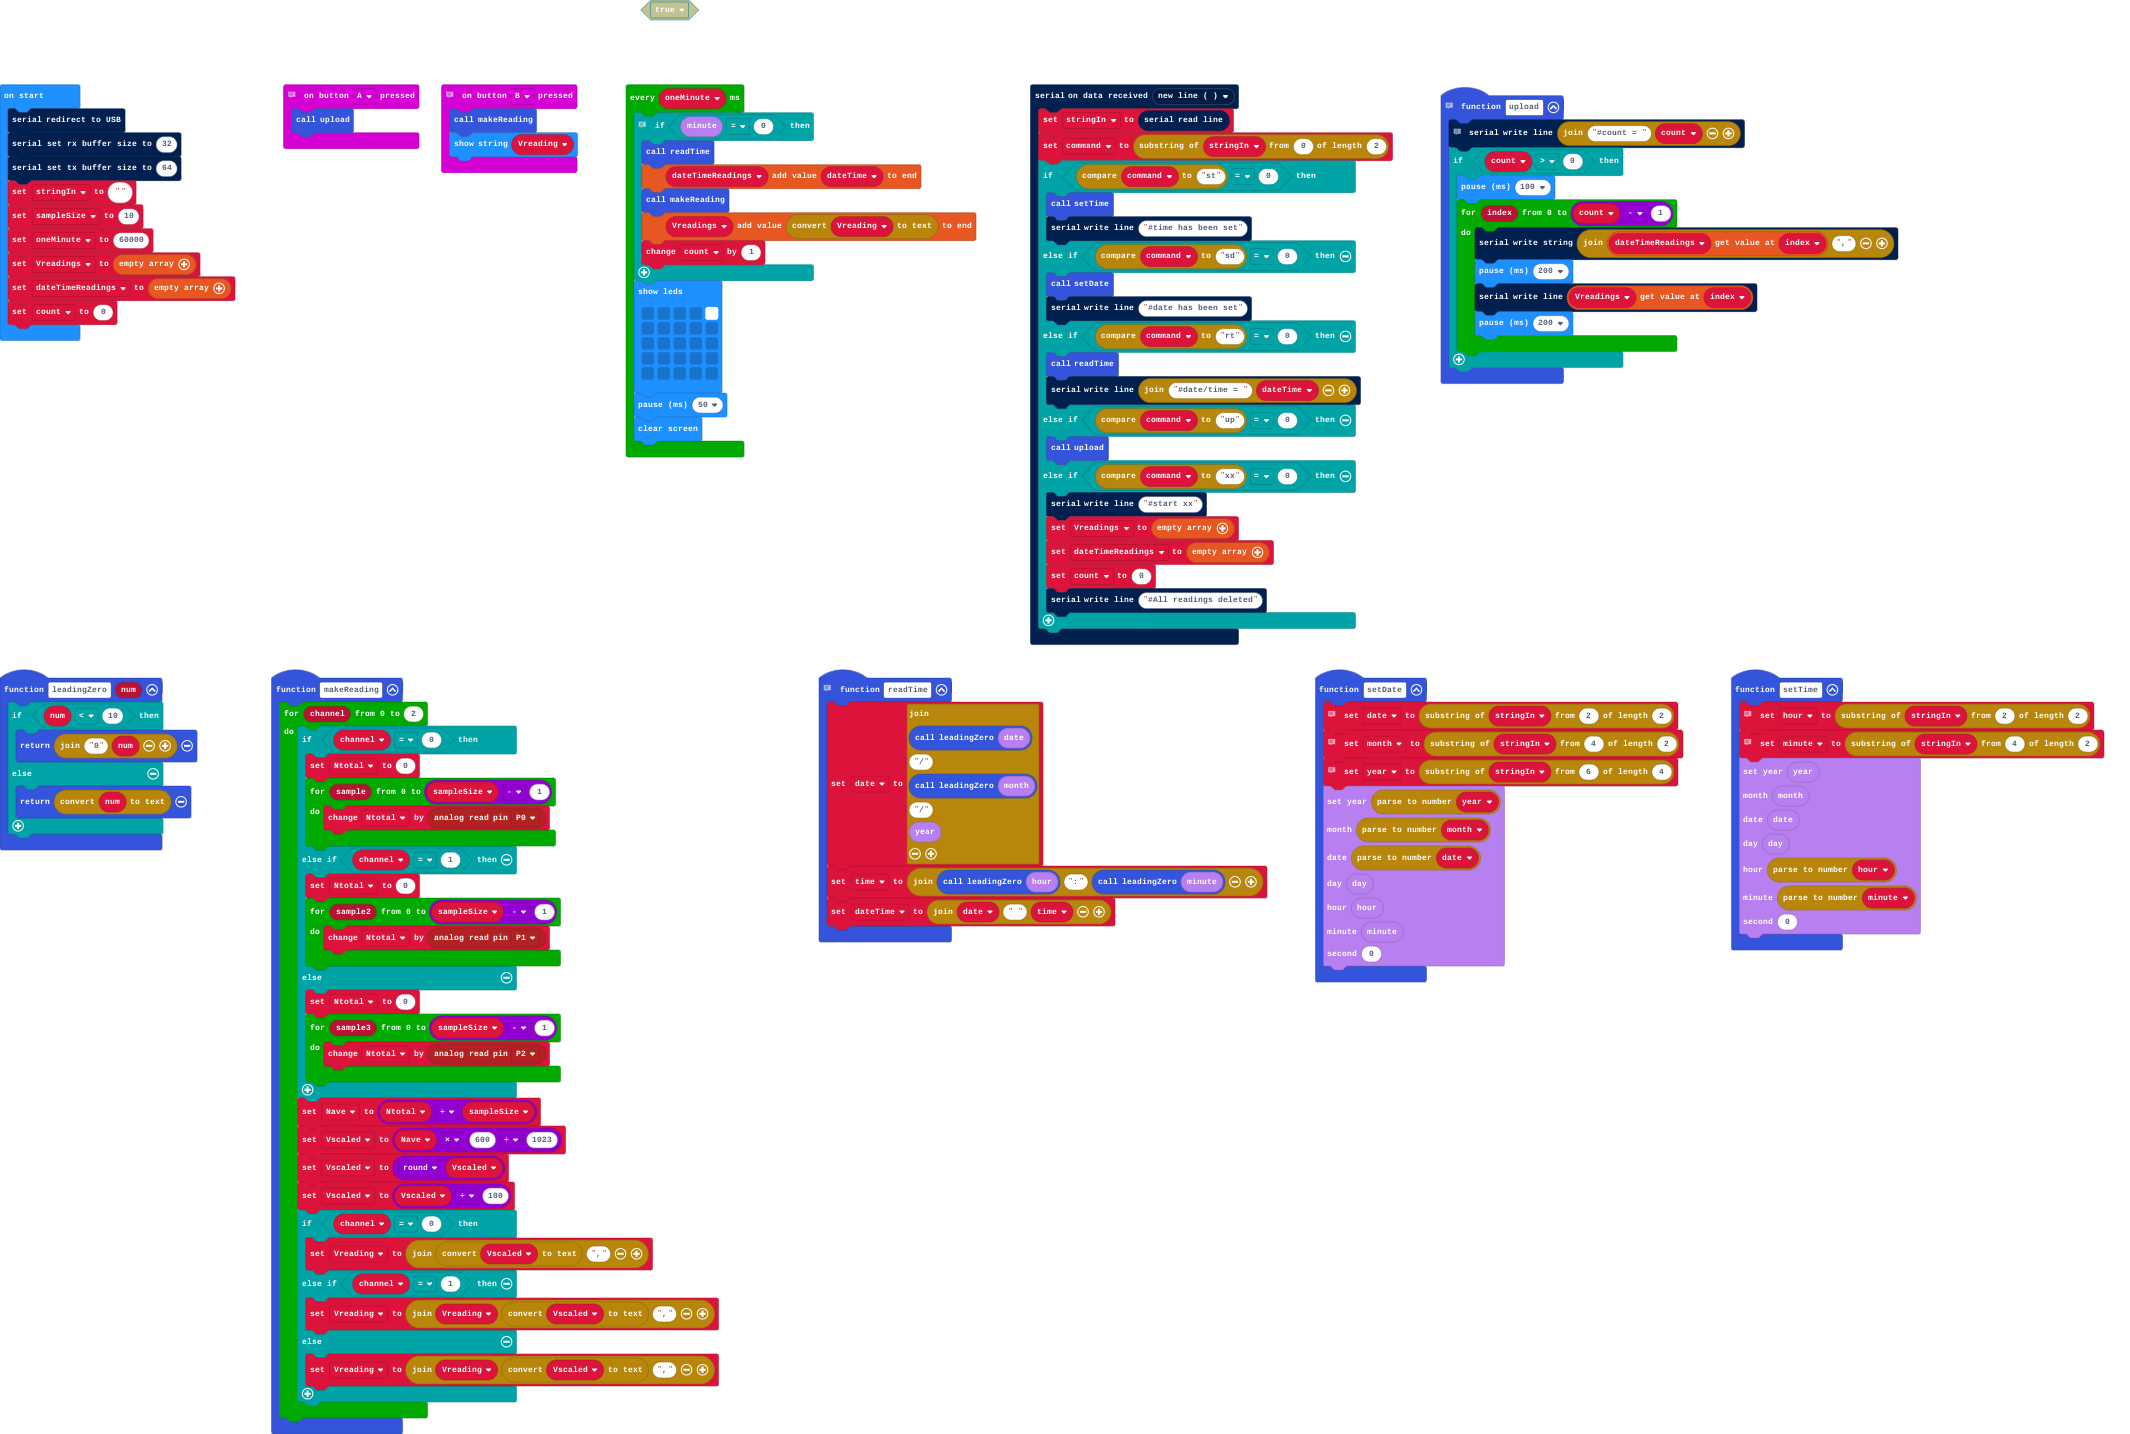 true
on start
serial redirect to USB
serial set rx buffer size to 32
serial set tx buffer size to 64
set stringIn to ""
set sampleSize to 10
set oneMinute to 60000
set Vreadings to empty array
set dateTimeReadings to empty array
set count to 0
on button A pressed
call upload
on button B pressed
call makeReading
show string Vreading
every oneMinute ms
if minute = 0 then
call readTime
dateTimeReadings add value dateTime to end
call makeReading
Vreadings add value convert Vreading to text to end
change count by 1
show leds
pause (ms) 50
clear screen
serial on data received new line ( )
set stringIn to serial read line
set command to substring of stringIn from 0 of length 2
if compare command to "st" = 0 then
call setTime
serial write line "#time has been set"
else if compare command to "sd" = 0 then
call setDate
serial write line "#date has been set"
else if compare command to "rt" = 0 then
call readTime
serial write line join "#date/time = " dateTime
else if compare command to "up" = 0 then
call upload
else if compare command to "xx" = 0 then
serial write line "#start xx"
set Vreadings to empty array
set dateTimeReadings to empty array
set count to 0
serial write line "#All readings deleted"
function upload
serial write line join "#count = " count
if count > 0 then
pause (ms) 100
for index from 0 to count - 1
do
serial write string join dateTimeReadings get value at index ","
pause (ms) 200
serial write line Vreadings get value at index
pause (ms) 200
function leadingZero num
if num < 10 then
return join "0" num
else
return convert num to text
function makeReading
for channel from 0 to 2
do
if channel = 0 then
set Ntotal to 0
for sample from 0 to sampleSize - 1
do change Ntotal by analog read pin P0
else if channel = 1 then
set Ntotal to 0
for sample2 from 0 to sampleSize - 1
do change Ntotal by analog read pin P1
else
set Ntotal to 0
for sample3 from 0 to sampleSize - 1
do change Ntotal by analog read pin P2
set Nave to Ntotal ÷ sampleSize
set Vscaled to Nave × 600 ÷ 1023
set Vscaled to round Vscaled
set Vscaled to Vscaled ÷ 100
if channel = 0 then
set Vreading to join convert Vscaled to text ","
else if channel = 1 then
set Vreading to join Vreading convert Vscaled to text ","
else
set Vreading to join Vreading convert Vscaled to text ","
function readTime
join
call leadingZero date
"/"
set date to call leadingZero month
"/"
year
set time to join call leadingZero hour ":" call leadingZero minute
set dateTime to join date " " time
function setDate
set date to substring of stringIn from 2 of length 2
set month to substring of stringIn from 4 of length 2
set year to substring of stringIn from 6 of length 4
set year parse to number year
month parse to number month
date parse to number date
day day
hour hour
minute minute
second 0
function setTime
set hour to substring of stringIn from 2 of length 2
set minute to substring of stringIn from 4 of length 2
set year year
month month
date date
day day
hour parse to number hour
minute parse to number minute
second 0